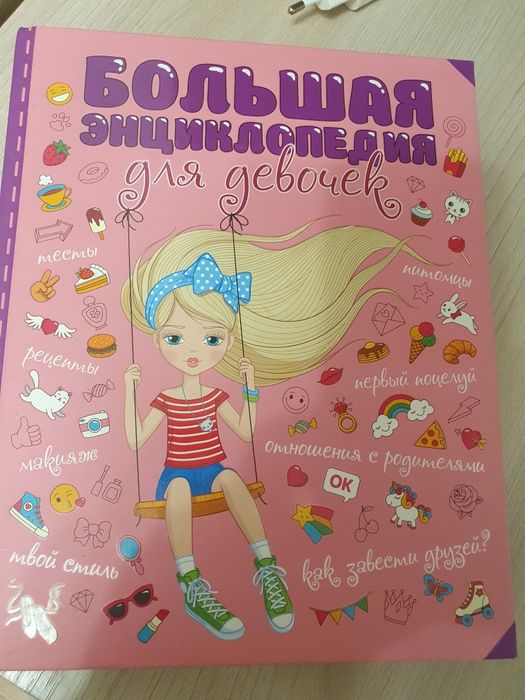 БОЛЬШАЯ
ЭНЦИКЛОПЕДИЯ
для девочек
тесты
питомцы
рецепты
первый поцелуй
макияж
отношения с родителями
OK
твой стиль
как завести друзей?